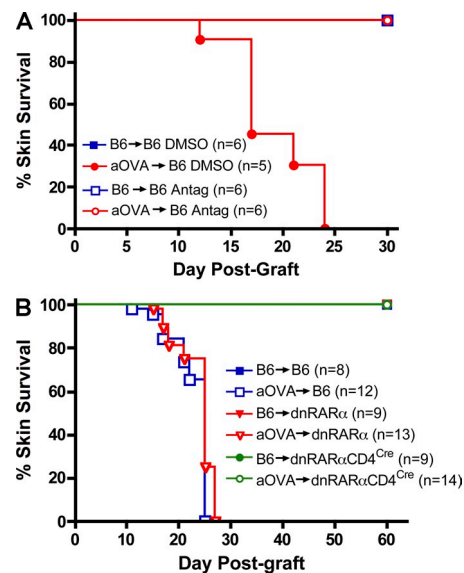 A
100
80
60
40
20
0
% Skin Survival
B6→B6 DMSO (n=6)
aOVA→B6 DMSO (n=5)
B6→B6 Antag (n=6)
aOVA→B6 Antag (n=6)
0 5 10 15 20 25 30
Day Post-Graft
B
100
80
60
40
20
0
% Skin Survival
B6→B6 (n=8)
aOVA→B6 (n=12)
B6→dnRARα (n=9)
aOVA→dnRARα (n=13)
B6→dnRARαCD4Cre (n=9)
aOVA→dnRARαCD4Cre (n=14)
0 10 20 30 40 50 60
Day Post-graft